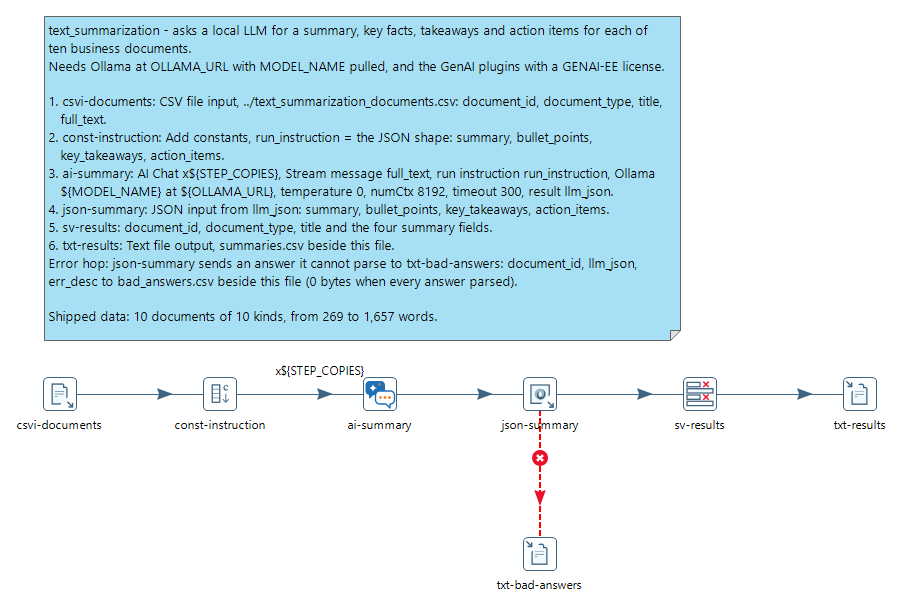 text_summarization - asks a local LLM for a summary, key facts, takeaways and action items for each of
ten business documents.
Needs Ollama at OLLAMA_URL with MODEL_NAME pulled, and the GenAI plugins with a GENAI-EE license.
1. csvi-documents: CSV file input, ../text_summarization_documents.csv: document_id, document_type, title,
full_text.
2. const-instruction: Add constants, run_instruction = the JSON shape: summary, bullet_points,
key_takeaways, action_items.
3. ai-summary: AI Chat x${STEP_COPIES}, Stream message full_text, run instruction run_instruction, Ollama
${MODEL_NAME} at ${OLLAMA_URL}, temperature 0, numCtx 8192, timeout 300, result llm_json.
4. json-summary: JSON input from llm_json: summary, bullet_points, key_takeaways, action_items.
5. sv-results: document_id, document_type, title and the four summary fields.
6. txt-results: Text file output, summaries.csv beside this file.
Error hop: json-summary sends an answer it cannot parse to txt-bad-answers: document_id, llm_json,
err_desc to bad_answers.csv beside this file (0 bytes when every answer parsed).
Shipped data: 10 documents of 10 kinds, from 269 to 1,657 words.
x${STEP_COPIES}
csvi-documents
const-instruction
ai-summary
json-summary
sv-results
txt-results
txt-bad-answers